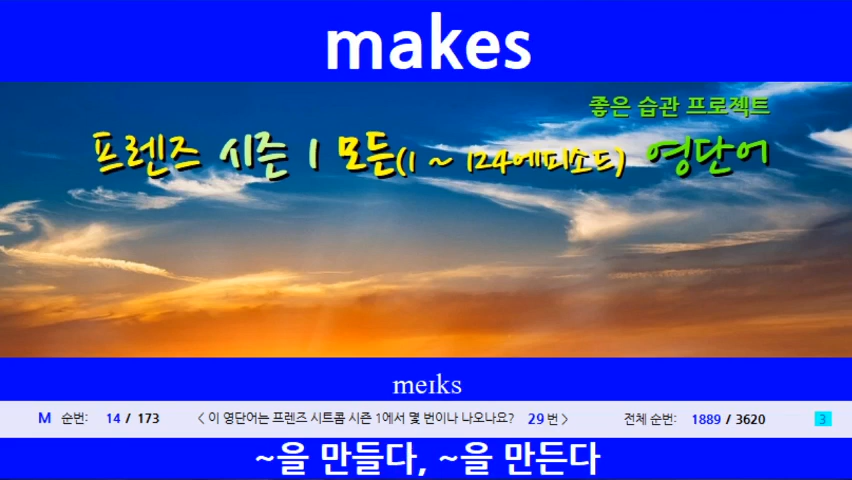 makes
좋은 습관 프로젝트
프렌즈 시즌 1 모든(1 ~ 124에피소드) 영단어
meɪks
M 순번: 14 / 173 < 이 영단어는 프렌즈 시트콤 시즌 1에서 몇 번이나 나오나요? 29 번 > 전체 순번: 1889 / 3620 3
~을 만들다, ~을 만든다